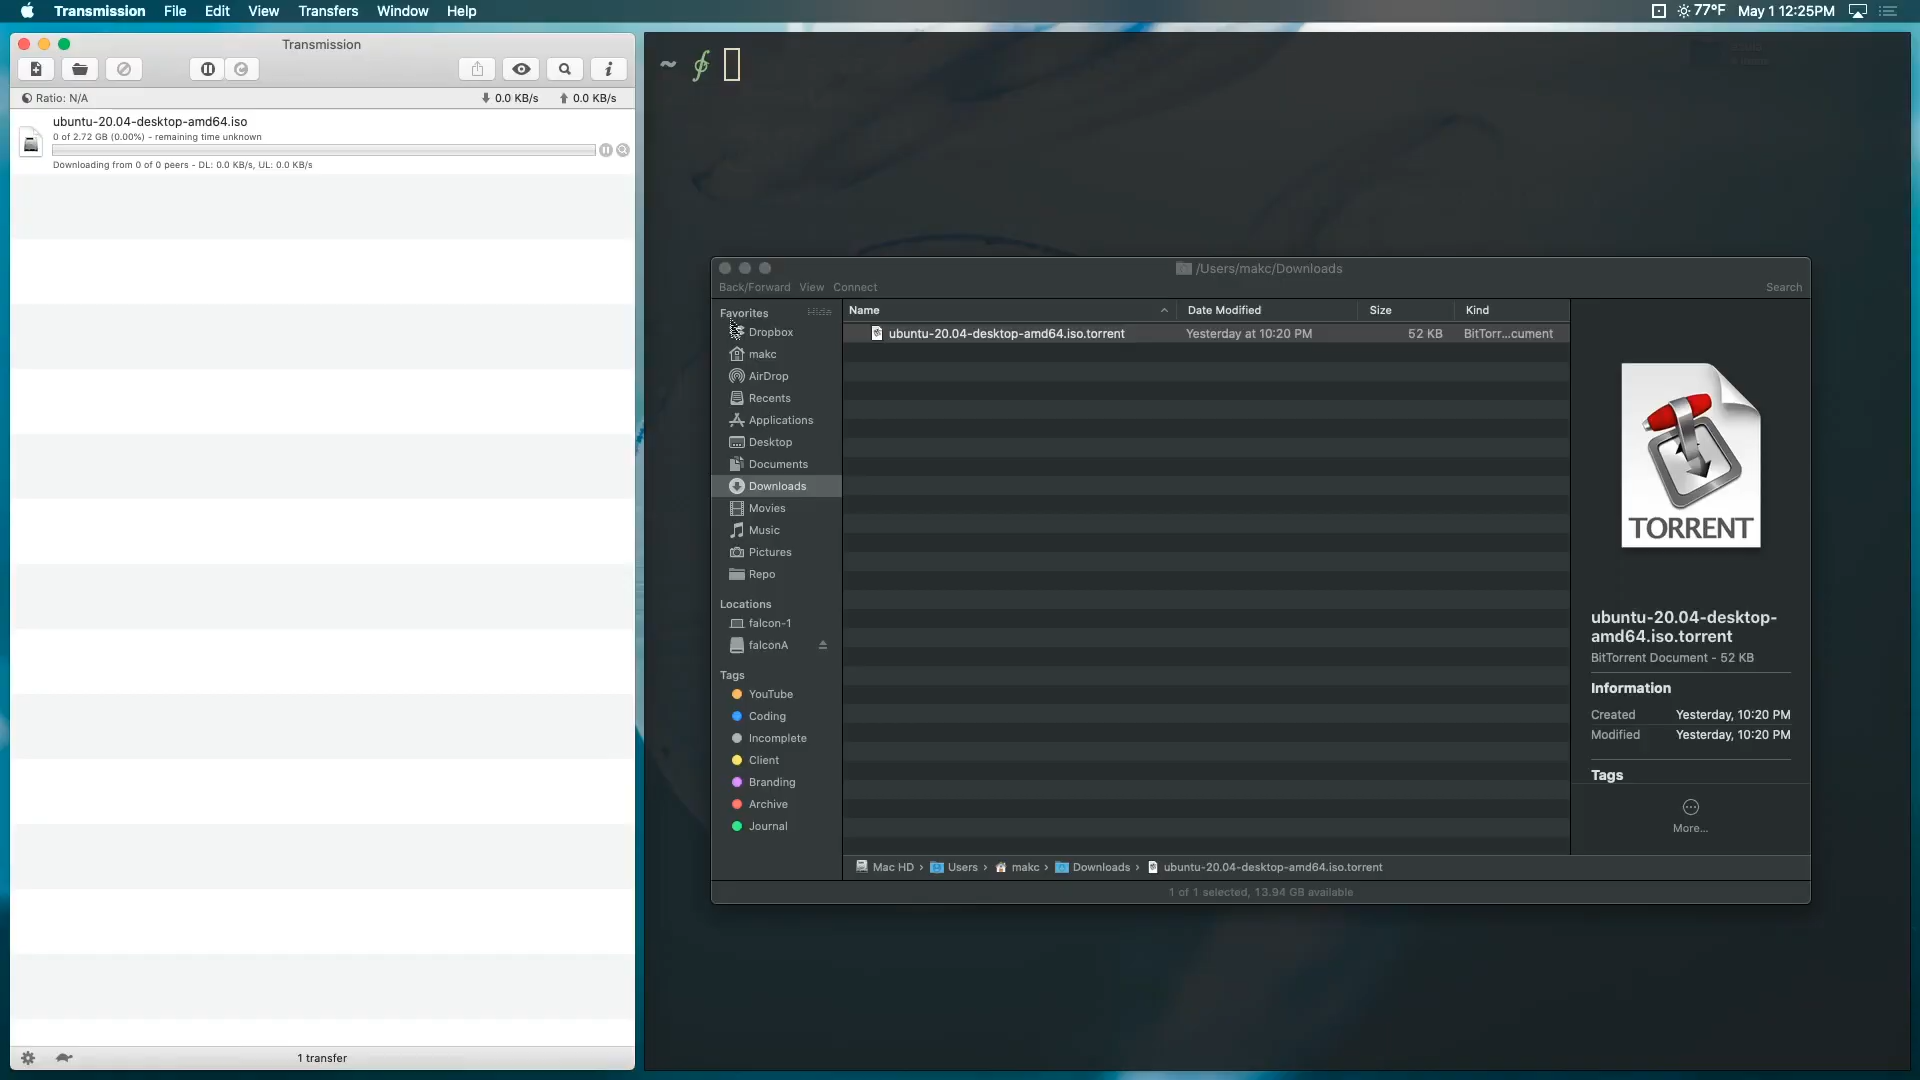 Transmission File Edit View Transfers Window Help
77°F May 1 12:25PM
Transmission
Ratio: N/A
0.0 KB/s 0.0 KB/s
ubuntu-20.04-desktop-amd64.iso
0 of 2.72 GB (0.00%) - remaining time unknown
Downloading from 0 of 0 peers - DL: 0.0 KB/s, UL: 0.0 KB/s
1 transfer
~ ∮
/Users/makc/Downloads
Back/Forward View Connect Search
Favorites Hide
Dropbox
makc
AirDrop
Recents
Applications
Desktop
Documents
Downloads
Movies
Music
Pictures
Repo
Locations
falcon-1
falconA
Tags
YouTube
Coding
Incomplete
Client
Branding
Archive
Journal
Name Date Modified Size Kind
ubuntu-20.04-desktop-amd64.iso.torrent Yesterday at 10:20 PM 52 KB BitTorr...cument
TORRENT
ubuntu-20.04-desktop-
amd64.iso.torrent
BitTorrent Document - 52 KB
Information
Created Yesterday, 10:20 PM
Modified Yesterday, 10:20 PM
Tags
More...
Mac HD › Users › makc › Downloads › ubuntu-20.04-desktop-amd64.iso.torrent
1 of 1 selected, 13.94 GB available